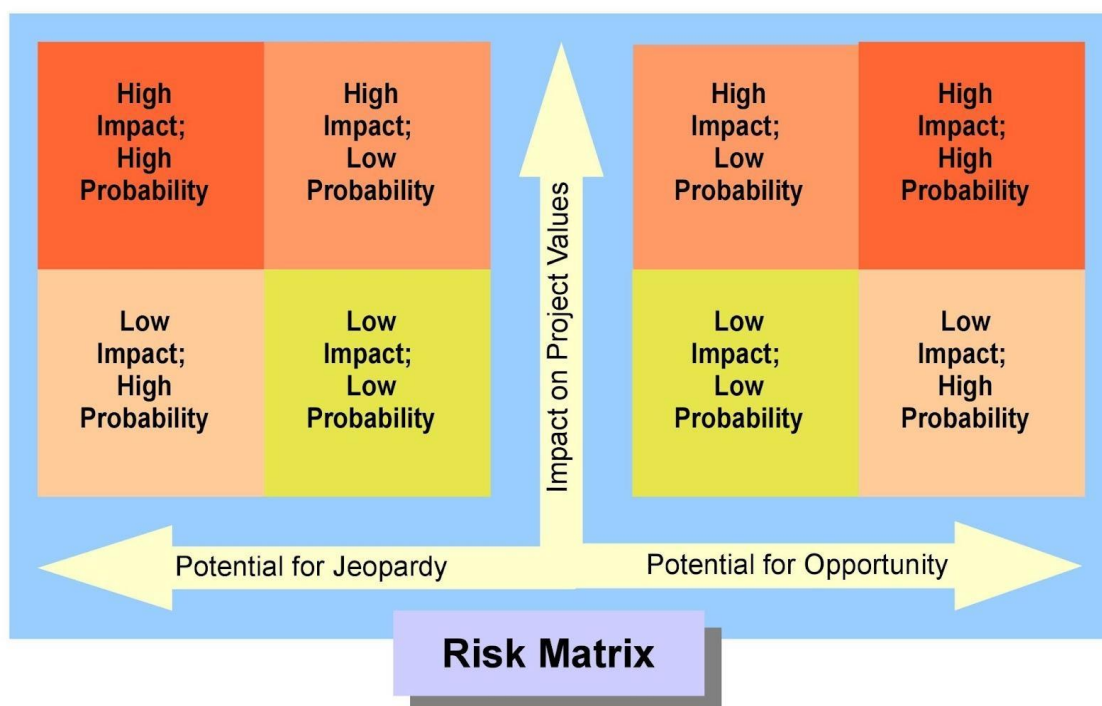 High
Impact;
High
Probability
High
Impact;
Low
Probability
Low
Impact;
High
Probability
Low
Impact;
Low
Probability
Impact on Project Values
High
Impact;
Low
Probability
High
Impact;
High
Probability
Low
Impact;
Low
Probability
Low
Impact;
High
Probability
Potential for Jeopardy
Potential for Opportunity
Risk Matrix